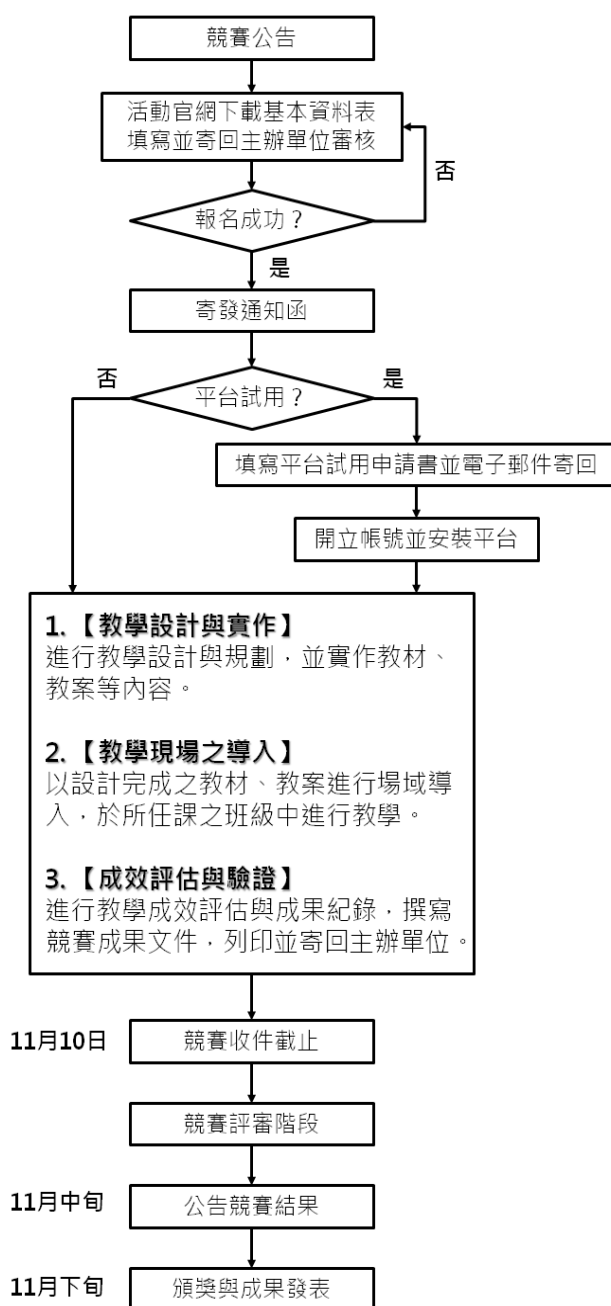 競賽公告
活動官網下載基本資料表
填寫並寄回主辦單位審核
否
報名成功？
是
寄發通知函
否
是
平台試用？
填寫平台試用申請書並電子郵件寄回
開立帳號並安裝平台
1.【教學設計與實作】
進行教學設計與規劃，並實作教材、
教案等內容。
2.【教學現場之導入】
以設計完成之教材、教案進行場域導
入，於所任課之班級中進行教學。
3.【成效評估與驗證】
進行教學成效評估與成果紀錄，撰寫
競賽成果文件，列印並寄回主辦單位。
11月10日
競賽收件截止
競賽評審階段
11月中旬
公告競賽結果
11月下旬
頒獎與成果發表